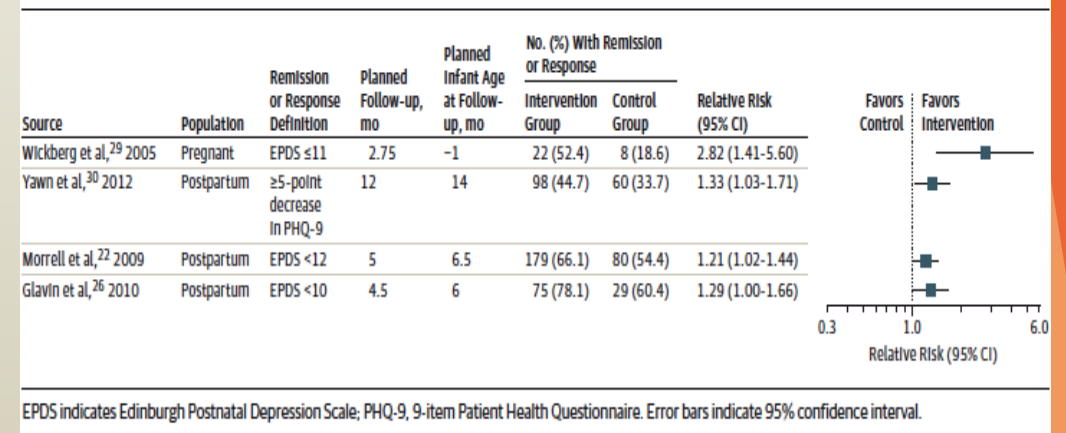 No. (%) With Remission
or Response
Source Population Remission or Response Definition Planned Follow-up, mo Planned Infant Age at Follow-up, mo Intervention Group Control Group Relative Risk (95% CI) Favors Control Favors Intervention
Wickberg et al,29 2005 Pregnant EPDS ≤11 2.75 −1 22 (52.4) 8 (18.6) 2.82 (1.41-5.60)
Yawn et al,30 2012 Postpartum ≥5-point 12 14 98 (44.7) 60 (33.7) 1.33 (1.03-1.71)
decrease
in PHQ-9
Morrell et al,22 2009 Postpartum EPDS <12 5 6.5 179 (66.1) 80 (54.4) 1.21 (1.02-1.44)
Glavin et al,26 2010 Postpartum EPDS <10 4.5 6 75 (78.1) 29 (60.4) 1.29 (1.00-1.66)
0.3 1.0 6.0
Relative Risk (95% CI)
EPDS indicates Edinburgh Postnatal Depression Scale; PHQ-9, 9-item Patient Health Questionnaire. Error bars indicate 95% confidence interval.